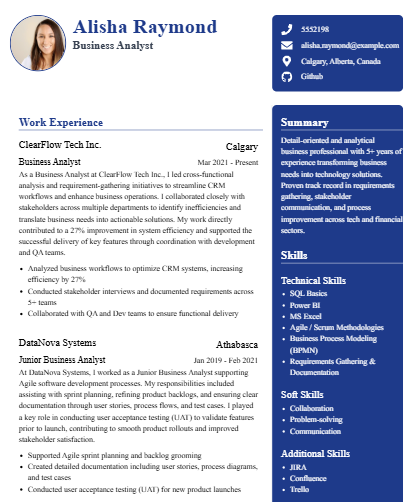 Alisha Raymond
Business Analyst
5552198
alisha.raymond@example.com
Calgary, Alberta, Canada
Github
Work Experience
ClearFlow Tech Inc.
Calgary
Business Analyst
Mar 2021 - Present
As a Business Analyst at ClearFlow Tech Inc., I led cross-functional
analysis and requirement-gathering initiatives to streamline CRM
workflows and enhance business operations. I collaborated closely with
stakeholders across multiple departments to identify inefficiencies and
translate business needs into actionable solutions. My work directly
contributed to a 27% improvement in system efficiency and supported the
successful delivery of key features through coordination with development
and QA teams.
• Analyzed business workflows to optimize CRM systems, increasing
efficiency by 27%
• Conducted stakeholder interviews and documented requirements across
5+ teams
• Collaborated with QA and Dev teams to ensure functional delivery
DataNova Systems
Athabasca
Junior Business Analyst
Jan 2019 - Feb 2021
At DataNova Systems, I worked as a Junior Business Analyst supporting
Agile software development processes. My responsibilities included
assisting with sprint planning, refining product backlogs, and ensuring clear
documentation through user stories, process flows, and test cases. I played
a key role in conducting user acceptance testing (UAT) to validate features
prior to launch, contributing to smooth product rollouts and improved
stakeholder satisfaction.
• Supported Agile sprint planning and backlog grooming
• Created detailed documentation including user stories, process diagrams,
and test cases
• Conducted user acceptance testing (UAT) for new product launches
Summary
Detail-oriented and analytical
business professional with 5+ years of
experience transforming business
needs into technology solutions.
Proven track record in requirements
gathering, stakeholder
communication, and process
improvement across tech and financial
sectors.
Skills
Technical Skills
• SQL Basics
• Power BI
• MS Excel
• Agile / Scrum Methodologies
• Business Process Modeling
(BPMN)
• Requirements Gathering &
Documentation
Soft Skills
• Collaboration
• Problem-solving
• Communication
Additional Skills
• JIRA
• Confluence
• Trello